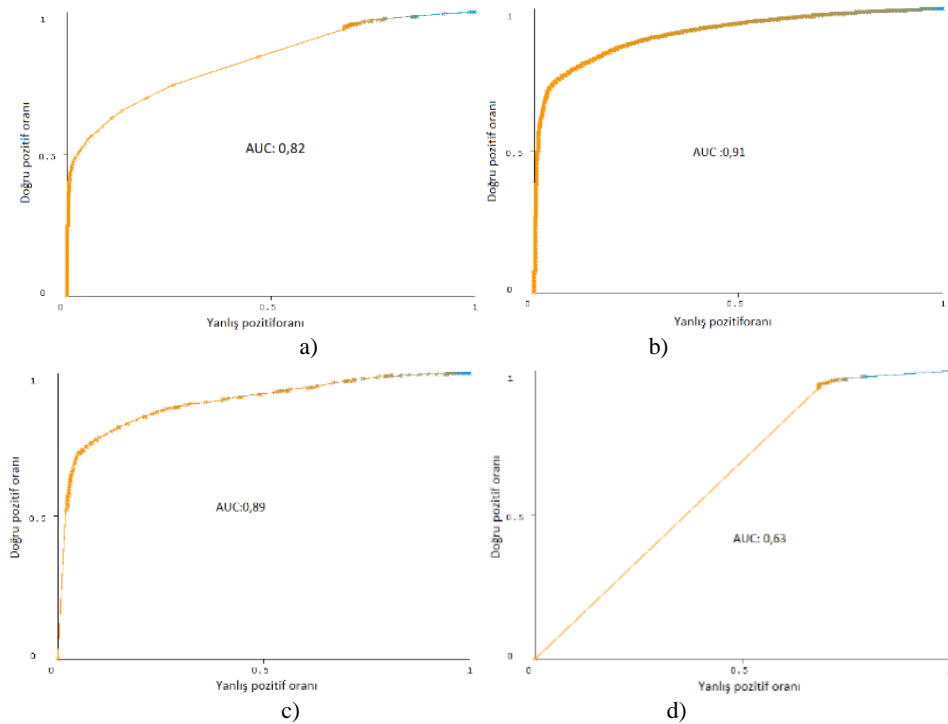 1
Doğru pozitif oranı
0.5
AUC: 0,82
0
0
0.5
1
Yanlış pozitiforanı
a)
1
Doğru pozitif oranı
0.5
AUC :0,91
0
0
0.5
1
Yanlış pozitiforanı
b)
1
Doğru pozitif oranı
0.5
AUC:0,89
0
0
0.5
1
Yanlış pozitif oranı
c)
1
Doğru pozitif oranı
0.5
AUC: 0,63
0
0
0.5
1
Yanlış pozitif oranı
d)